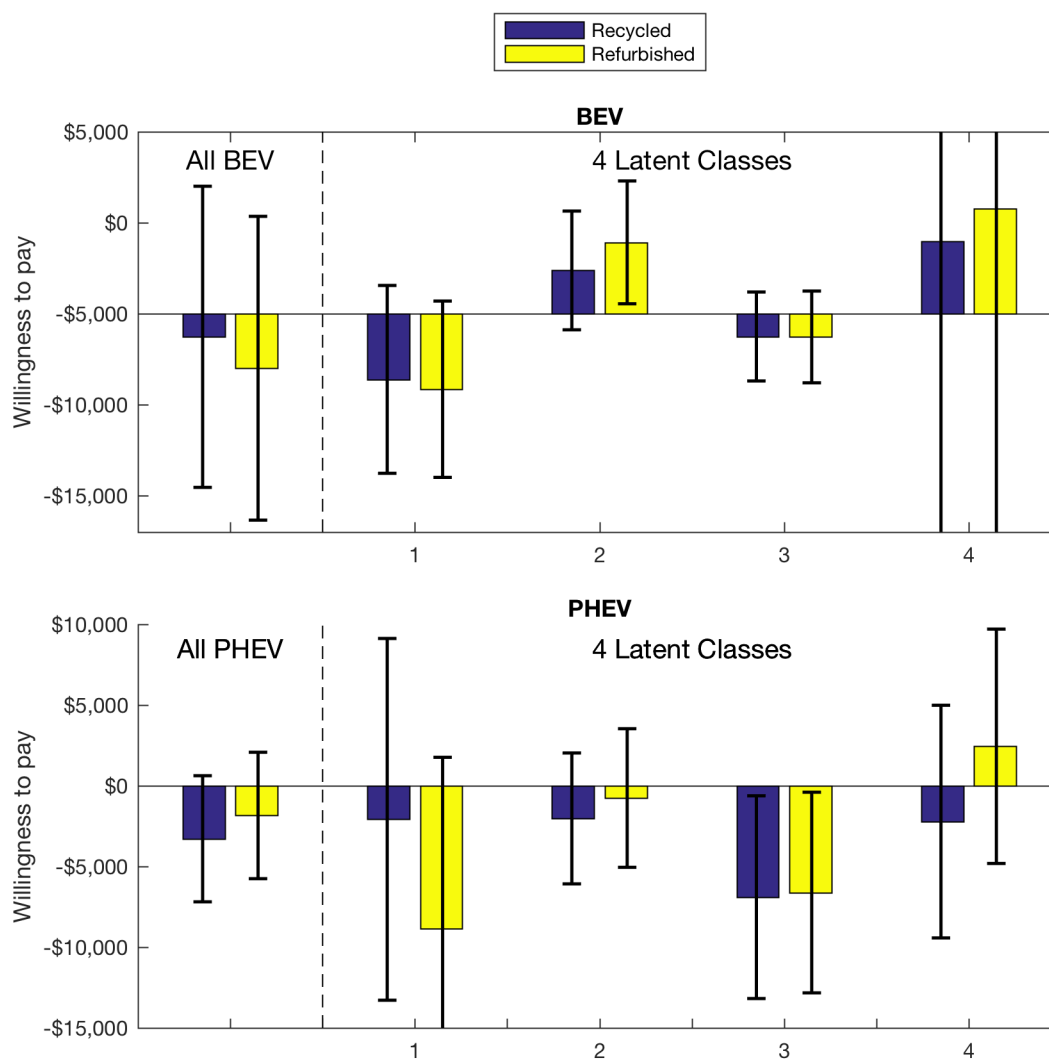 Recycled
Refurbished
BEV
All BEV
4 Latent Classes
Willingness to pay
$5,000
$0
-$5,000
-$10,000
-$15,000
1 2 3 4
PHEV
All PHEV
4 Latent Classes
Willingness to pay
$10,000
$5,000
$0
-$5,000
-$10,000
-$15,000
1 2 3 4